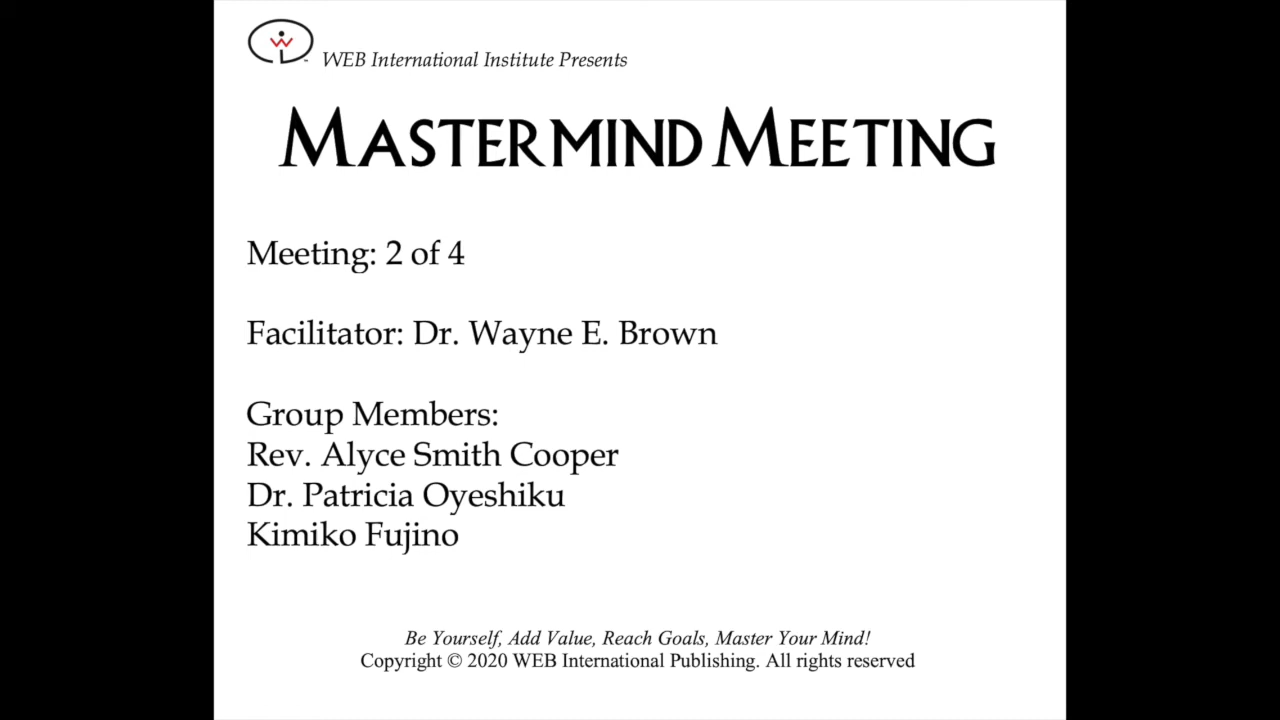 WEB International Institute Presents
MASTERMIND MEETING
Meeting: 2 of 4
Facilitator: Dr. Wayne E. Brown
Group Members:
Rev. Alyce Smith Cooper
Dr. Patricia Oyeshiku
Kimiko Fujino
Be Yourself, Add Value, Reach Goals, Master Your Mind!
Copyright © 2020 WEB International Publishing. All rights reserved